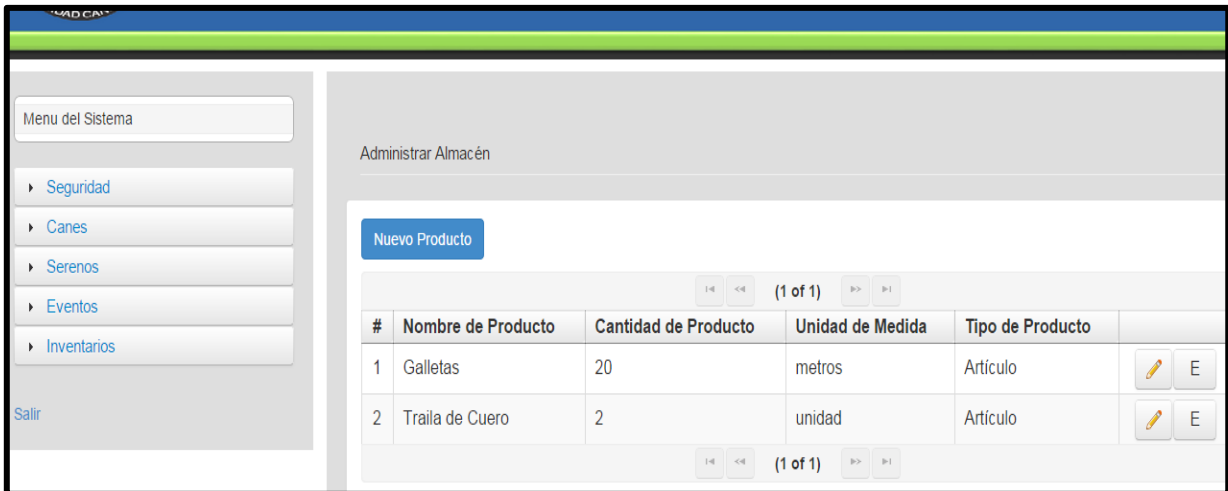 Menu del Sistema
Seguridad
Canes
Serenos
Eventos
Inventarios
Salir
Administrar Almacén
Nuevo Producto
(1 of 1)
# Nombre de Producto Cantidad de Producto Unidad de Medida Tipo de Producto
1 Galletas 20 metros Artículo E
2 Traila de Cuero 2 unidad Artículo E
(1 of 1)